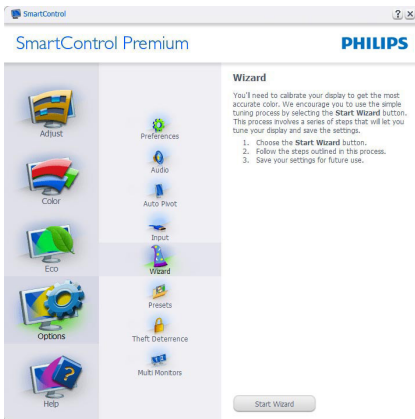 SmartControl
SmartControl Premium
PHILIPS
Adjust
Color
Eco
Options
Help
Preferences
Audio
Auto Pivot
Input
Wizard
Presets
Theft Deterrence
Multi Monitors
Wizard
You'll need to calibrate your display to get the most
accurate color. We encourage you to use the simple
tuning process by selecting the Start Wizard button.
This process involves a series of steps that will let you
tune your display and save the settings.
1. Choose the Start Wizard button.
2. Follow the steps outlined in this process.
3. Save your settings for future use.
Start Wizard